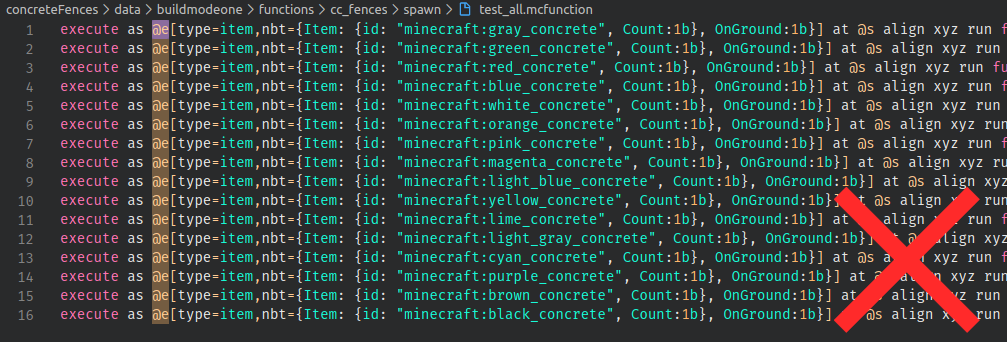 concreteFences > data > buildmodeone > functions > cc_fences > spawn > test_all.mcfunction
1 execute as @e[type=item,nbt={Item: {id: "minecraft:gray_concrete", Count:1b}, OnGround:1b}] at @s align xyz run f
2 execute as @e[type=item,nbt={Item: {id: "minecraft:green_concrete", Count:1b}, OnGround:1b}] at @s align xyz run
3 execute as @e[type=item,nbt={Item: {id: "minecraft:red_concrete", Count:1b}, OnGround:1b}] at @s align xyz run fu
4 execute as @e[type=item,nbt={Item: {id: "minecraft:blue_concrete", Count:1b}, OnGround:1b}] at @s align xyz run f
5 execute as @e[type=item,nbt={Item: {id: "minecraft:white_concrete", Count:1b}, OnGround:1b}] at @s align xyz run
6 execute as @e[type=item,nbt={Item: {id: "minecraft:orange_concrete", Count:1b}, OnGround:1b}] at @s align xyz run
7 execute as @e[type=item,nbt={Item: {id: "minecraft:pink_concrete", Count:1b}, OnGround:1b}] at @s align xyz run f
8 execute as @e[type=item,nbt={Item: {id: "minecraft:magenta_concrete", Count:1b}, OnGround:1b}] at @s align xyz ru
9 execute as @e[type=item,nbt={Item: {id: "minecraft:light_blue_concrete", Count:1b}, OnGround:1b}] at @s align xyz
10 execute as @e[type=item,nbt={Item: {id: "minecraft:yellow_concrete", Count:1b}, OnGround:1b}] at @s align xyz run
11 execute as @e[type=item,nbt={Item: {id: "minecraft:lime_concrete", Count:1b}, OnGround:1b}] at @s align xyz run f
12 execute as @e[type=item,nbt={Item: {id: "minecraft:light_gray_concrete", Count:1b}, OnGround:1b}] at @s align xyz
13 execute as @e[type=item,nbt={Item: {id: "minecraft:cyan_concrete", Count:1b}, OnGround:1b}] at @s xyz run f
14 execute as @e[type=item,nbt={Item: {id: "minecraft:purple_concrete", Count:1b}, OnGround:1b}] at align xyz run
15 execute as @e[type=item,nbt={Item: {id: "minecraft:brown_concrete", Count:1b}, OnGround:1b}] at @s align xyz run
16 execute as @e[type=item,nbt={Item: {id: "minecraft:black_concrete", Count:1b}, OnGround:1b}] @s align run